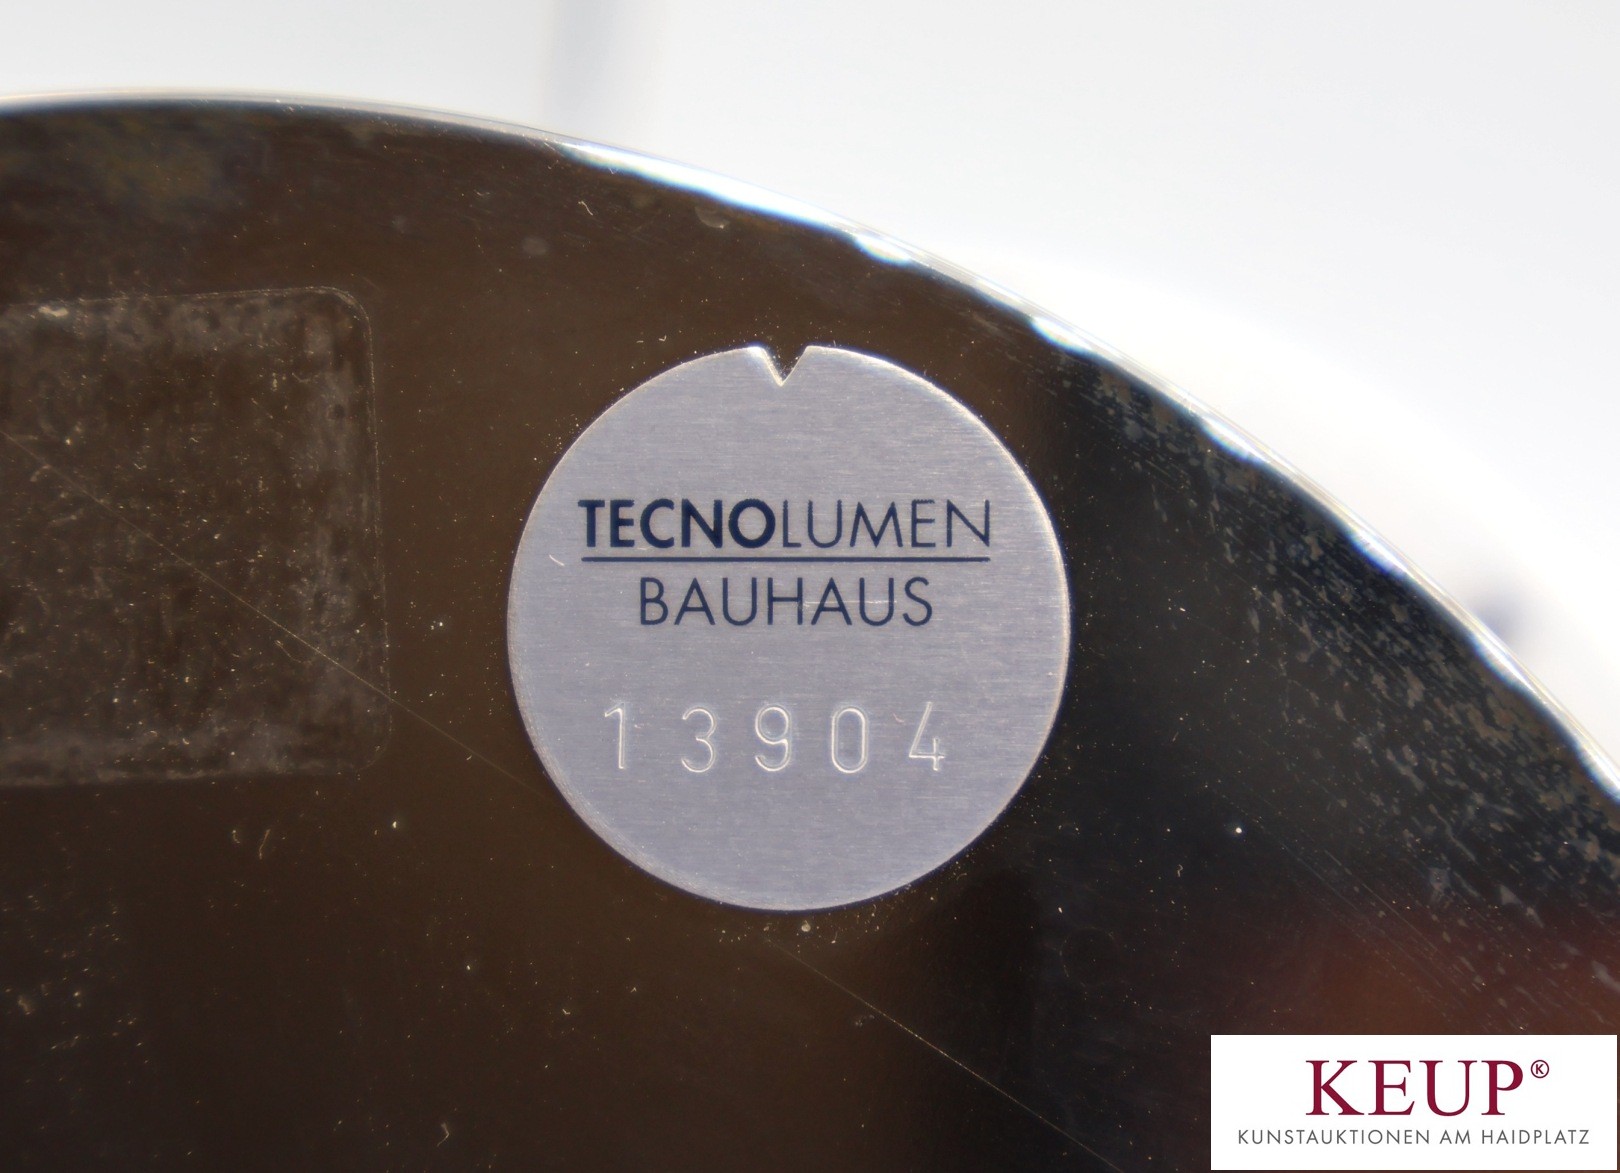 TECNOLUMEN
BAUHAUS
13904
KEUP®
KUNSTAUKTIONEN AM HAIDPLATZ